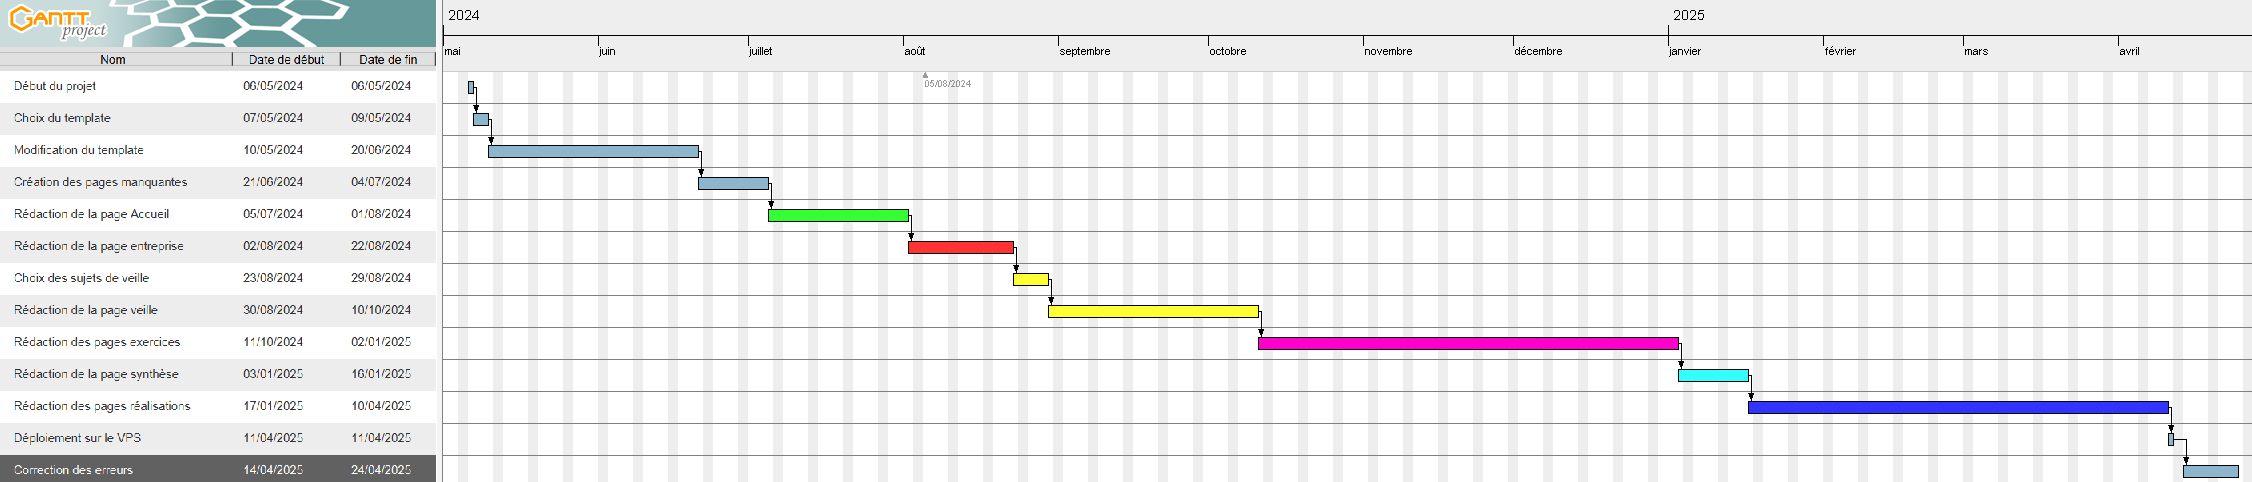 GANTT
project
2024
2025
mai juin juillet août septembre octobre novembre décembre janvier février mars avril
Nom Date de début Date de fin
05/08/2024
Début du projet 06/05/2024 06/05/2024
Choix du template 07/05/2024 09/05/2024
Modification du template 10/05/2024 20/06/2024
Création des pages manquantes 21/06/2024 04/07/2024
Rédaction de la page Accueil 05/07/2024 01/08/2024
Rédaction de la page entreprise 02/08/2024 22/08/2024
Choix des sujets de veille 23/08/2024 29/08/2024
Rédaction de la page veille 30/08/2024 10/10/2024
Rédaction des pages exercices 11/10/2024 02/01/2025
Rédaction de la page synthèse 03/01/2025 16/01/2025
Rédaction des pages réalisations 17/01/2025 10/04/2025
Déploiement sur le VPS 11/04/2025 11/04/2025
Correction des erreurs 14/04/2025 24/04/2025